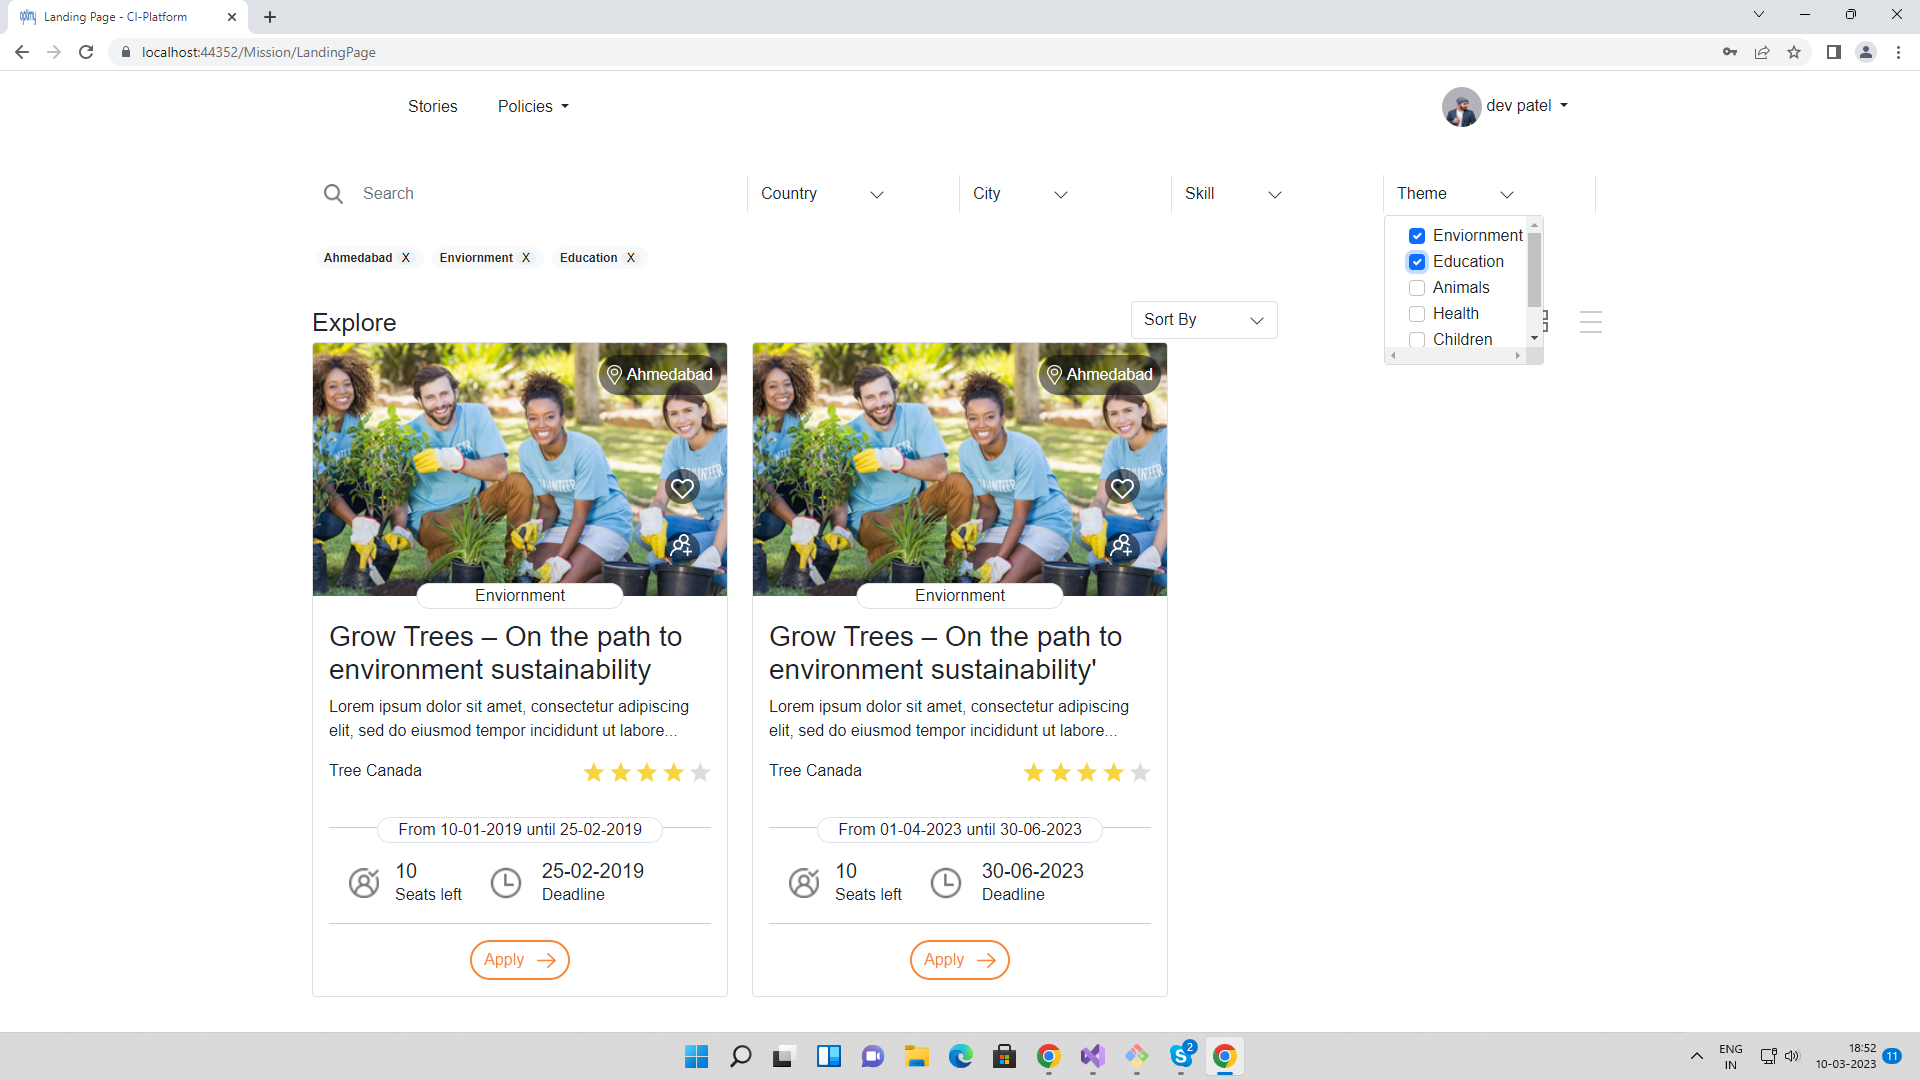 optimy
Landing Page - CI-Platform
localhost:44352/Mission/LandingPage
Stories
Policies
dev patel
Search
Country
City
Skill
Theme
Enviornment
Education
Animals
Health
Children
Ahmedabad X
Enviornment X
Education X
Explore
Sort By
Ahmedabad
VOLUNTEER
Enviornment
Grow Trees – On the path to
environment sustainability
Lorem ipsum dolor sit amet, consectetur adipiscing
elit, sed do eiusmod tempor incididunt ut labore...
Tree Canada
From 10-01-2019 until 25-02-2019
10
Seats left
25-02-2019
Deadline
Apply
Ahmedabad
VOLUNTEER
Enviornment
Grow Trees – On the path to
environment sustainability'
Lorem ipsum dolor sit amet, consectetur adipiscing
elit, sed do eiusmod tempor incididunt ut labore...
Tree Canada
From 01-04-2023 until 30-06-2023
10
Seats left
30-06-2023
Deadline
Apply
S 2
ENG
IN
18:52
10-03-2023
11